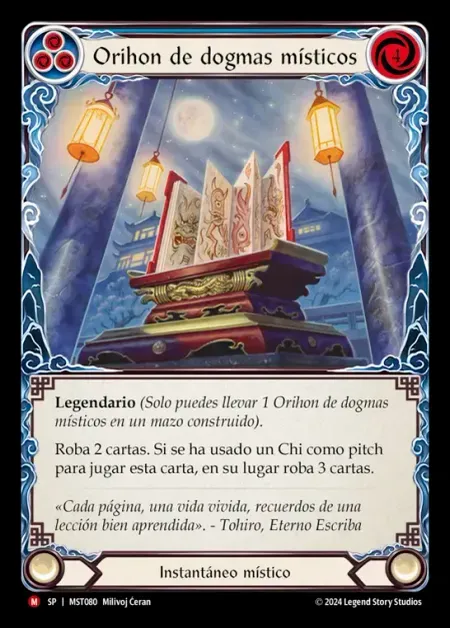 Orihon de dogmas místicos
4
Legendario (Solo puedes llevar 1 Orihon de dogmas
místicos en un mazo construido).
Roba 2 cartas. Si se ha usado un Chi como pitch
para jugar esta carta, en su lugar roba 3 cartas.
«Cada página, una vida vivida, recuerdos de una
lección bien aprendida». - Tohiro, Eterno Escriba
Instantáneo místico
M SP | MST080 Milivoj Ćeran
© 2024 Legend Story Studios